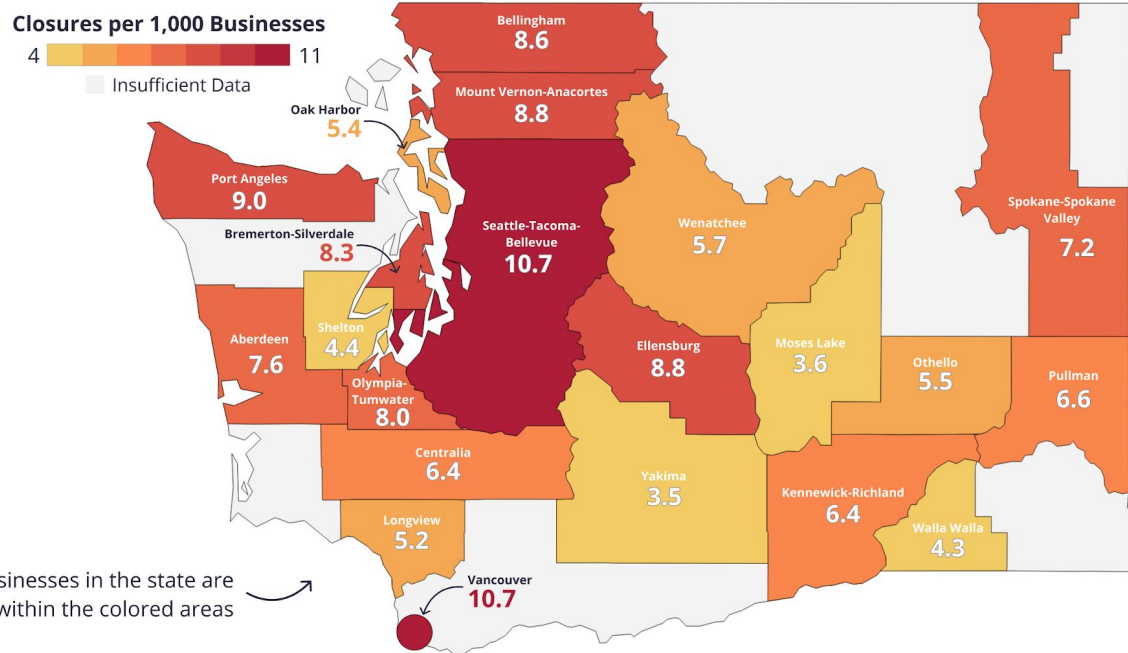 Closures per 1,000 Businesses
4
11
Insufficient Data
Bellingham
8.6
Mount Vernon-Anacortes
8.8
Oak Harbor
5.4
Port Angeles
9.0
Bremerton-Silverdale
8.3
Seattle-Tacoma-
Bellevue
10.7
Wenatchee
5.7
Spokane-Spokane
Valley
7.2
Shelton
4.4
Aberdeen
7.6
Olympia-
Tumwater
8.0
Ellensburg
8.8
Moses Lake
3.6
Othello
5.5
Pullman
6.6
Centralia
6.4
Yakima
3.5
Kennewick-Richland
6.4
Walla Walla
4.3
Longview
5.2
Vancouver
10.7
sinesses in the state are
within the colored areas